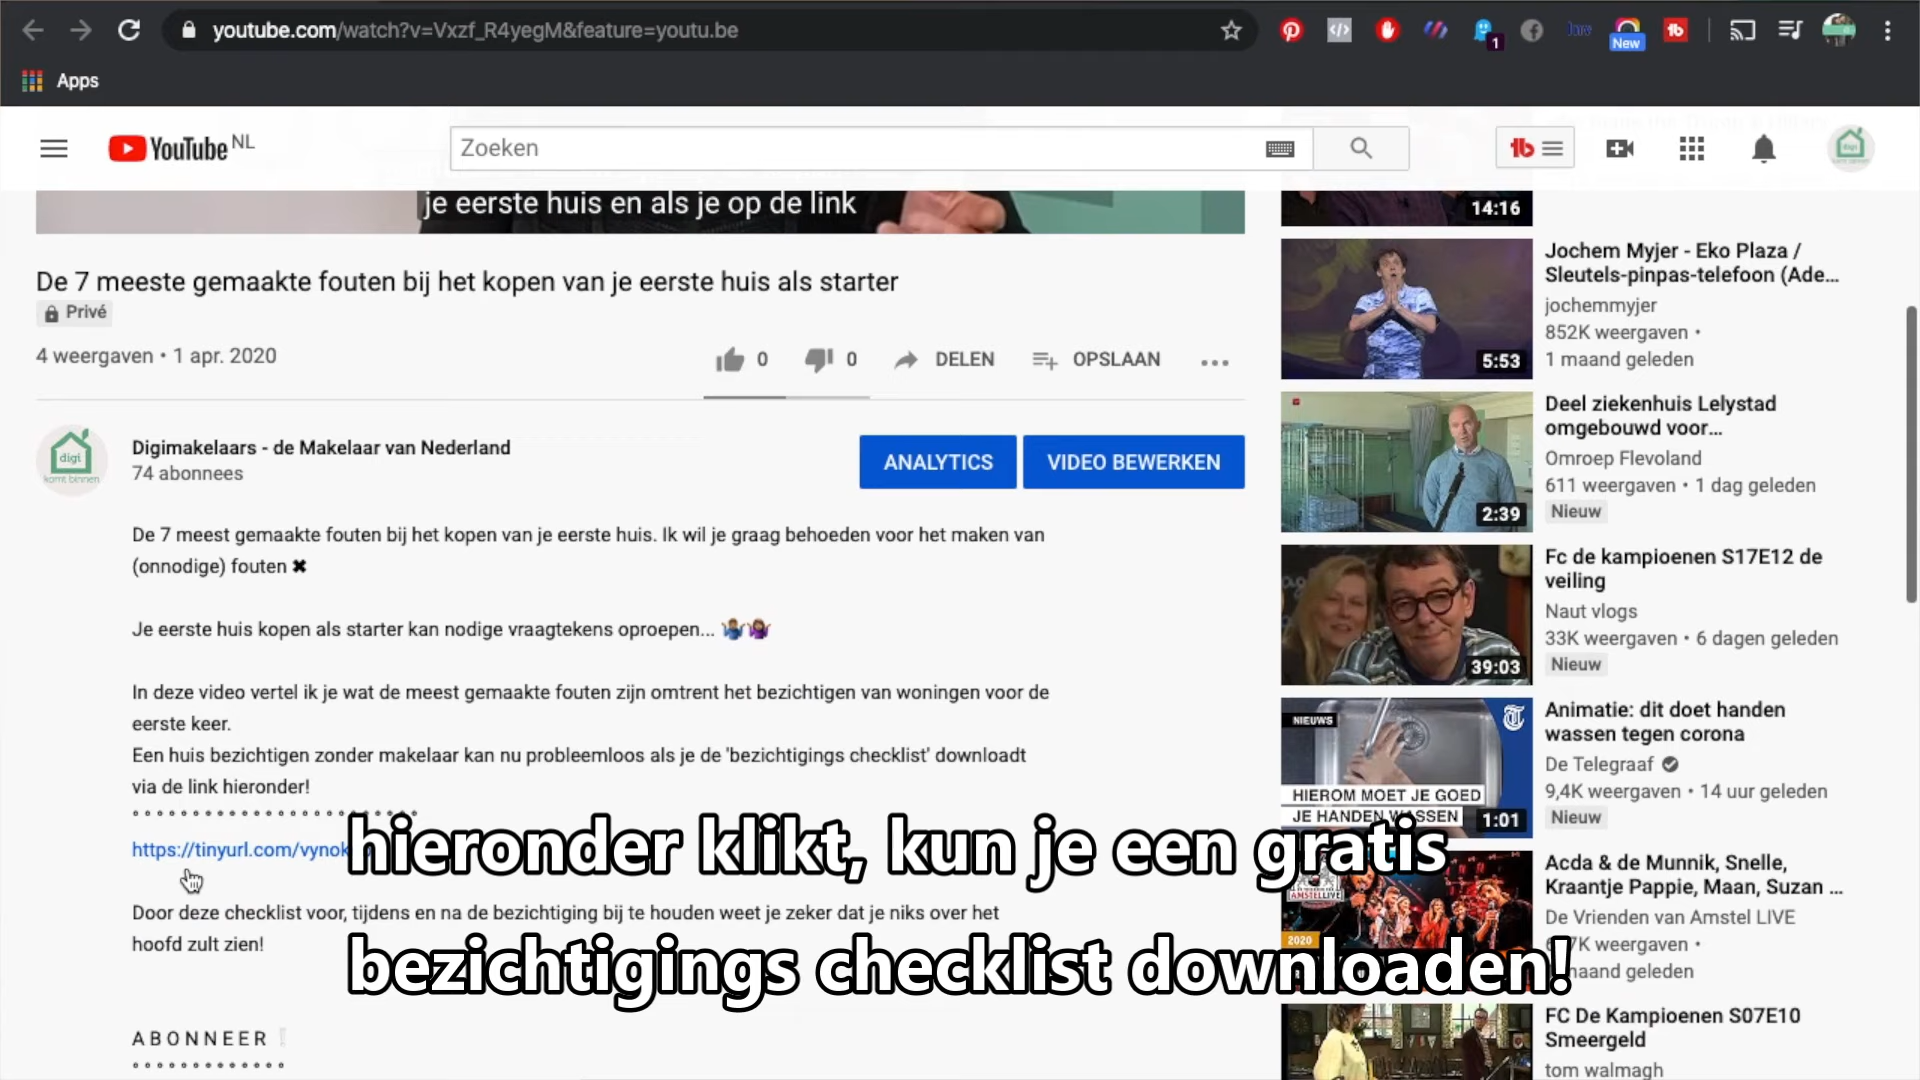 youtube.com/watch?v=Vxzf_R4yegM&feature=youtu.be
New
1
Apps
YouTube NL
Zoeken
je eerste huis en als je op de link
De 7 meeste gemaakte fouten bij het kopen van je eerste huis als starter
Privé
4 weergaven • 1 apr. 2020
0
0
DELEN
OPSLAAN
digi
komt binnen
Digimakelaars - de Makelaar van Nederland
74 abonnees
ANALYTICS
VIDEO BEWERKEN
De 7 meest gemaakte fouten bij het kopen van je eerste huis. Ik wil je graag behoeden voor het maken van
(onnodige) fouten ✖
Je eerste huis kopen als starter kan nodige vraagtekens oproepen... 🤷‍♂️🤷‍♀️
In deze video vertel ik je wat de meest gemaakte fouten zijn omtrent het bezichtigen van woningen voor de
eerste keer.
Een huis bezichtigen zonder makelaar kan nu probleemloos als je de 'bezichtigings checklist' downloadt
via de link hieronder!
https://tinyurl.com/vynok
hieronder klikt, kun je een gratis
bezichtigings checklist downloaden!
Door deze checklist voor, tijdens en na de bezichtiging bij te houden weet je zeker dat je niks over het
hoofd zult zien!
A B O N N E E R
14:16
Jochem Myjer - Eko Plaza /
Sleutels-pinpas-telefoon (Ade...
jochemmyjer
852K weergaven •
1 maand geleden
5:53
Deel ziekenhuis Lelystad
omgebouwd voor...
Omroep Flevoland
611 weergaven • 1 dag geleden
Nieuw
2:39
Fc de kampioenen S17E12 de
veiling
Naut vlogs
33K weergaven • 6 dagen geleden
Nieuw
39:03
NIEUWS
HIEROM MOET JE GOED
JE HANDEN WASSEN
1:01
Animatie: dit doet handen
wassen tegen corona
De Telegraaf
9,4K weergaven • 14 uur geleden
Nieuw
AMSTEL LIVE
2020
Acda & de Munnik, Snelle,
Kraantje Pappie, Maan, Suzan ...
De Vrienden van Amstel LIVE
weergaven •
maand geleden
FC De Kampioenen S07E10
Smeergeld
tom walmagh